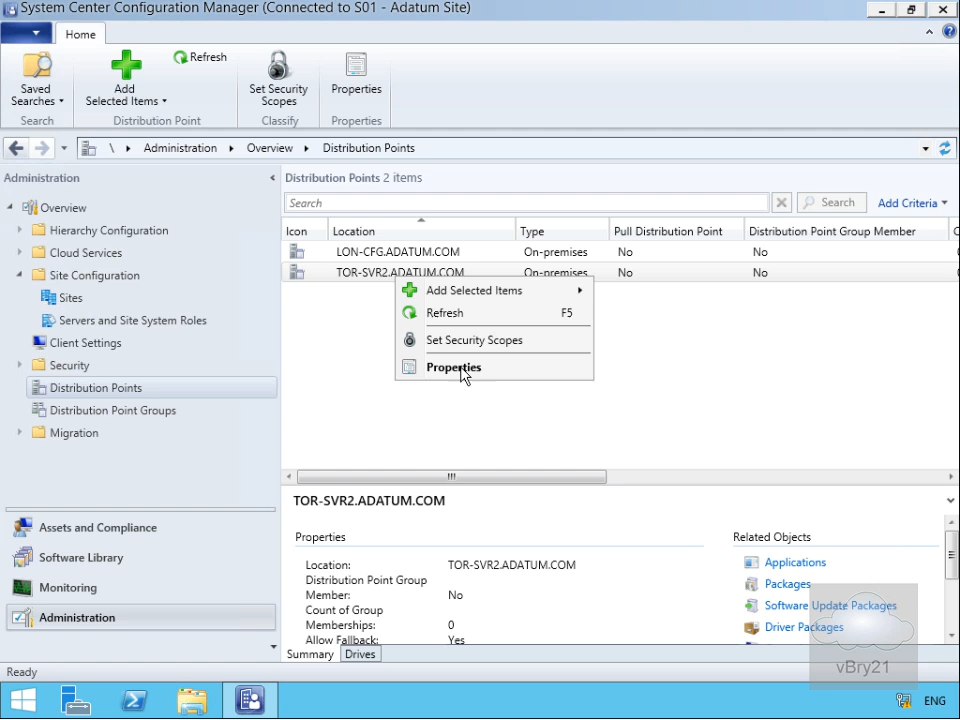 System Center Configuration Manager (Connected to S01 - Adatum Site)
Home
Saved Searches
Search
Add Selected Items
Refresh
Distribution Point
Set Security Scopes
Classify
Properties
Properties
\ Administration Overview Distribution Points
Administration
Overview
Hierarchy Configuration
Cloud Services
Site Configuration
Sites
Servers and Site System Roles
Client Settings
Security
Distribution Points
Distribution Point Groups
Migration
Assets and Compliance
Software Library
Monitoring
Administration
Distribution Points 2 items
Search
Search
Add Criteria
Icon Location Type Pull Distribution Point Distribution Point Group Member
LON-CFG.ADATUM.COM On-premises No No
TOR-SVR2.ADATUM.COM On-premises No No
Add Selected Items
Refresh F5
Set Security Scopes
Properties
TOR-SVR2.ADATUM.COM
Properties
Location: TOR-SVR2.ADATUM.COM
Distribution Point Group
Member: No
Count of Group
Memberships: 0
Allow Fallback: Yes
Related Objects
Applications
Packages
Software Update Packages
Driver Packages
Summary Drives
Ready
vBry21
ENG